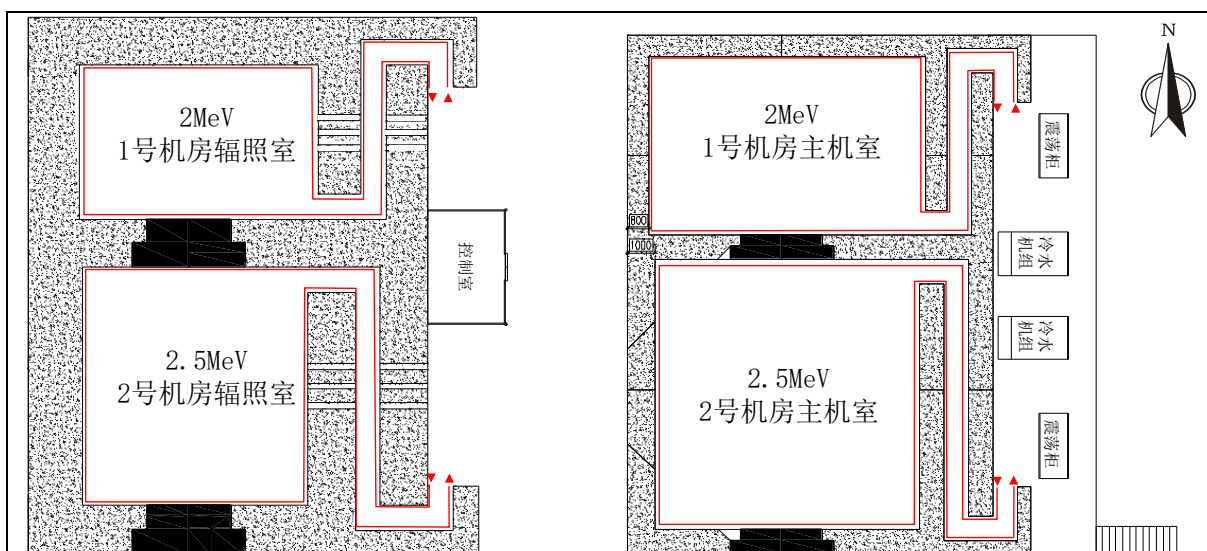 2MeV
1号机房辐照室
控制室
2.5MeV
2号机房辐照室
N
2MeV
1号机房主机室
震荡柜
800
1000
冷水
机组
冷水
机组
2.5MeV
2号机房主机室
震荡柜